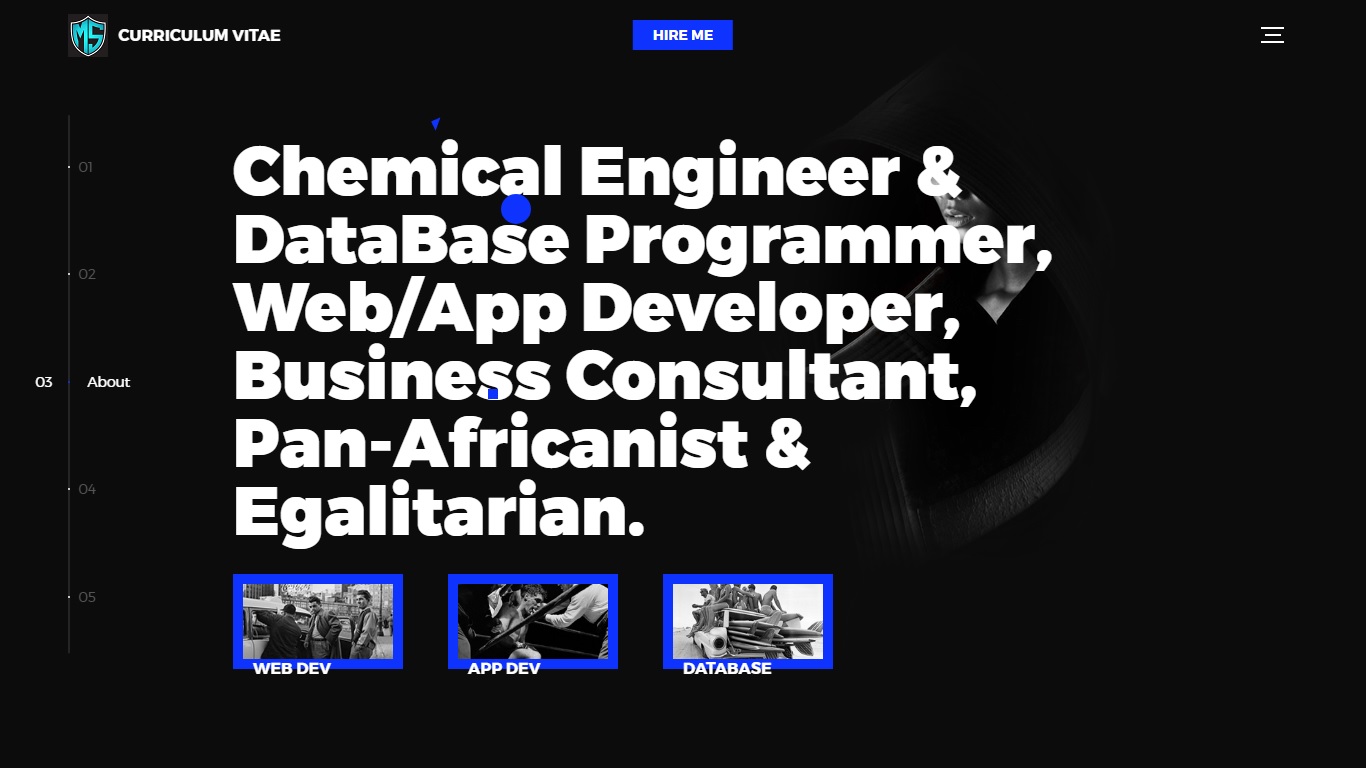 MS
CURRICULUM VITAE
HIRE ME
01
02
03 About
04
05
Chemical Engineer &
DataBase Programmer,
Web/App Developer,
Business Consultant,
Pan-Africanist &
Egalitarian.
WEB DEV
APP DEV
DATABASE